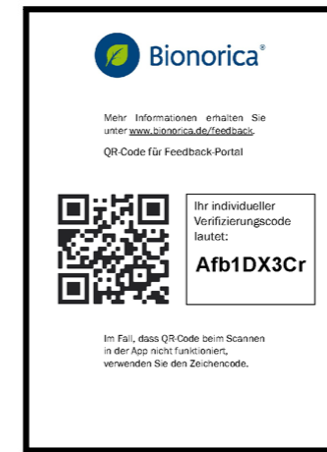 Bionorica®
Mehr Informationen erhalten Sie
unter www.bionorica.de/feedback.
QR-Code für Feedback-Portal
Ihr individueller
Verifizierungscode
lautet:
Afb1DX3Cr
Im Fall, dass QR-Code beim Scannen
in der App nicht funktioniert,
verwenden Sie den Zeichencode.